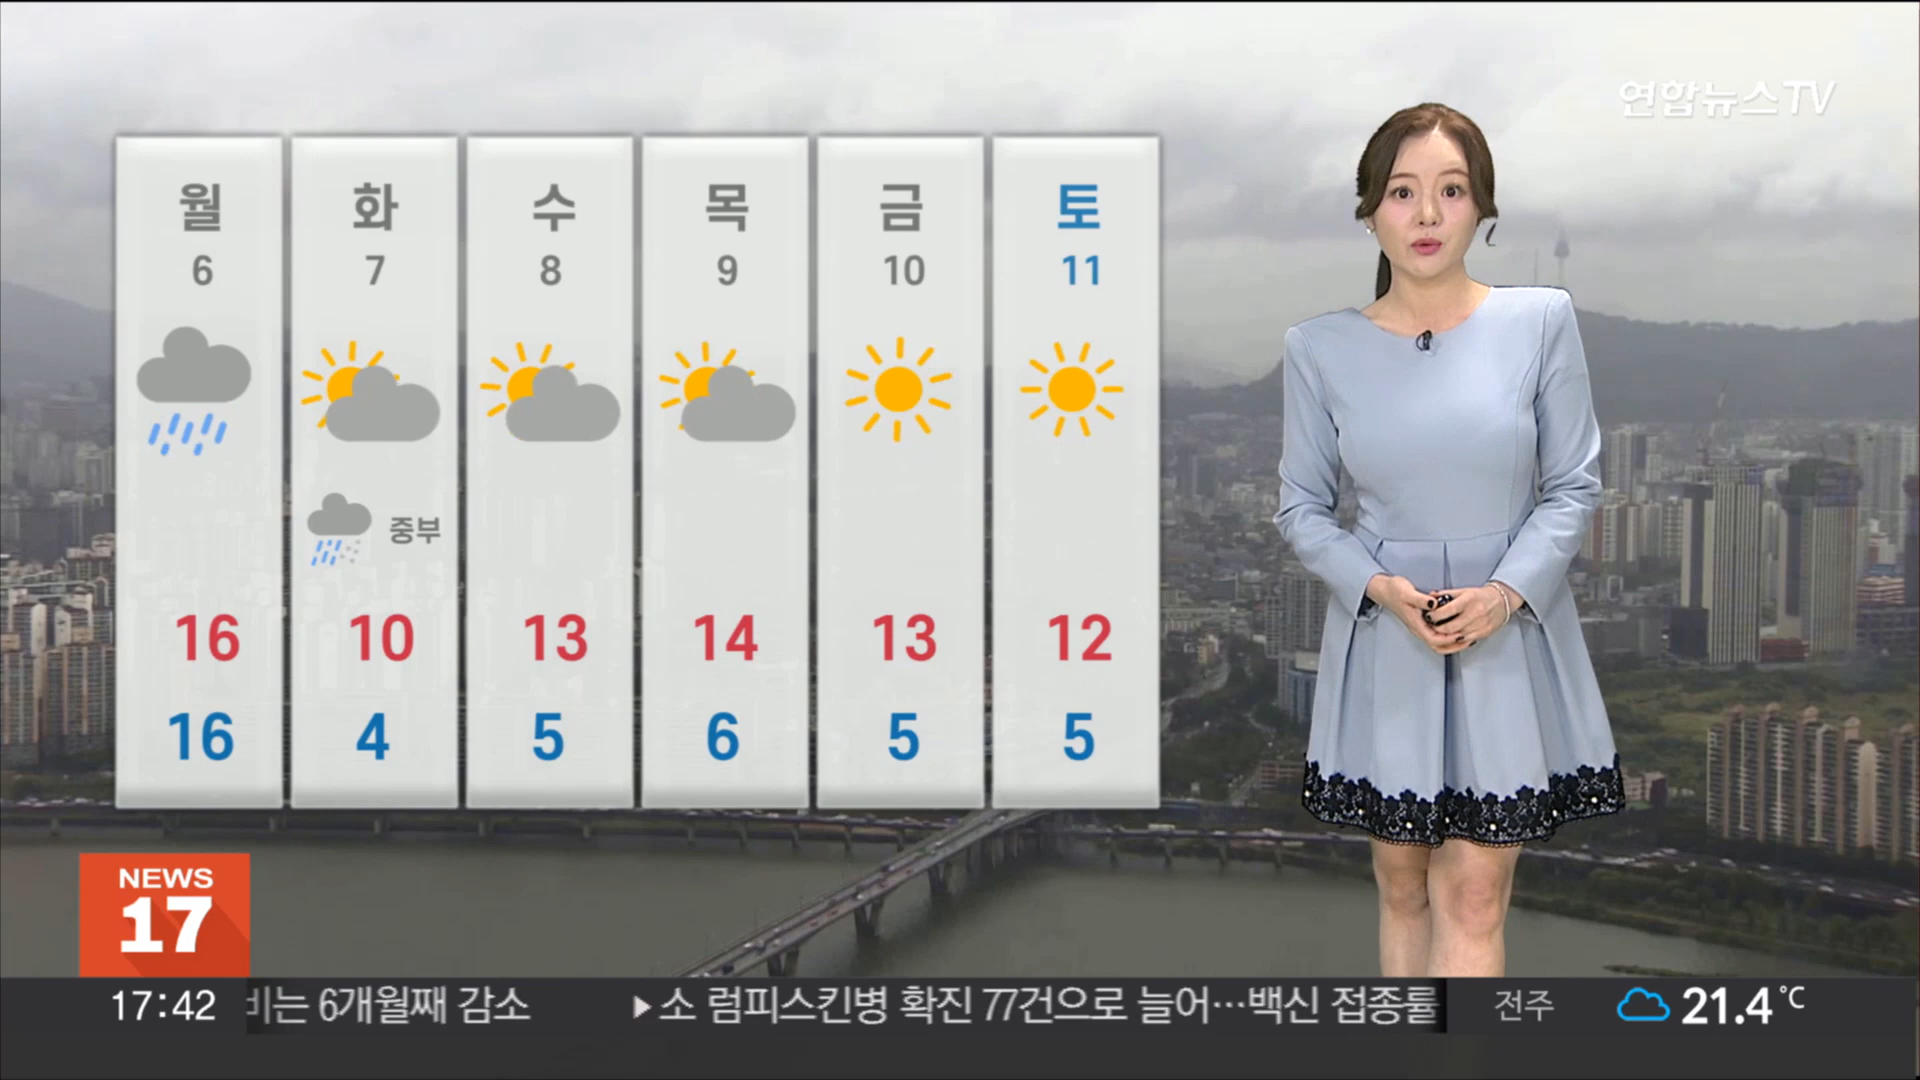 연합뉴스TV
월 화 수 목 금 토
6 7 8 9 10 11
중부
16 10 13 14 13 12
16 4 5 6 5 5
NEWS
17
17:42 비는 6개월째 감소 ▶소 럼피스킨병 확진 77건으로 늘어…백신 접종률 전주 21.4℃